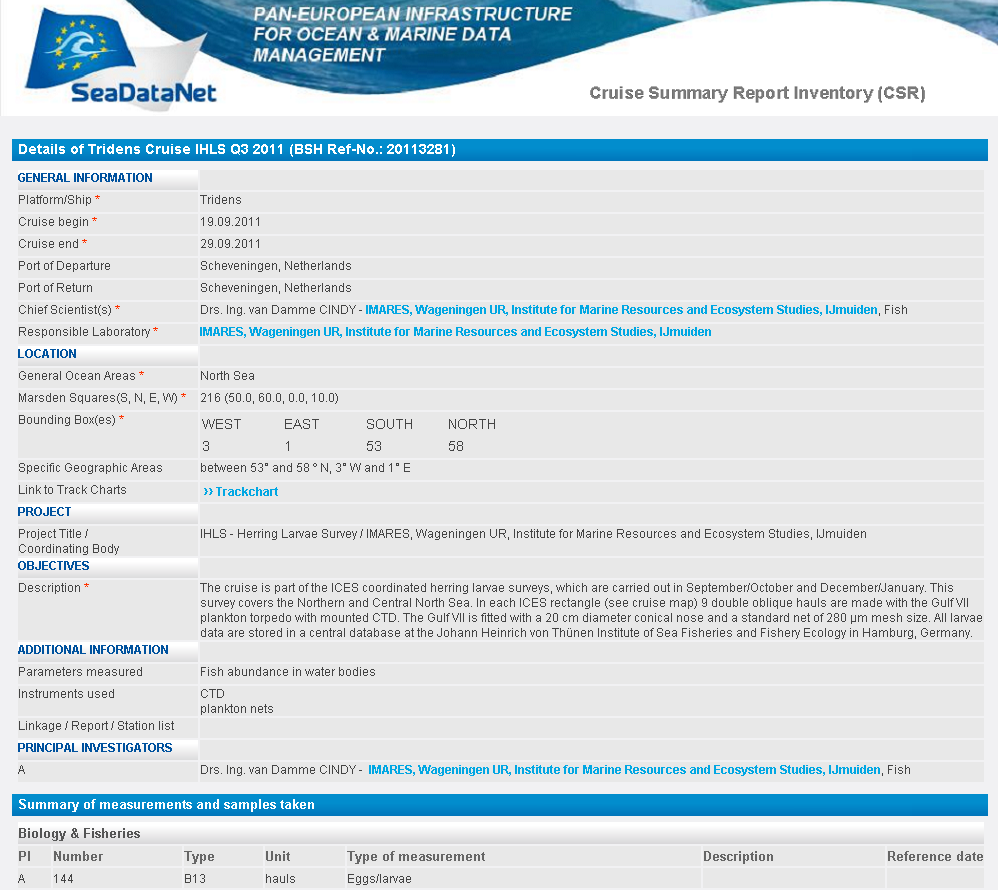 PAN-EUROPEAN INFRASTRUCTURE
FOR OCEAN & MARINE DATA
MANAGEMENT
SeaDataNet
Cruise Summary Report Inventory (CSR)
Details of Tridens Cruise IHLS Q3 2011 (BSH Ref-No.: 20113281)
GENERAL INFORMATION
Platform/Ship * Tridens
Cruise begin * 19.09.2011
Cruise end * 29.09.2011
Port of Departure Scheveningen, Netherlands
Port of Return Scheveningen, Netherlands
Chief Scientist(s) * Drs. Ing. van Damme CINDY - IMARES, Wageningen UR, Institute for Marine Resources and Ecosystem Studies, IJmuiden, Fish
Responsible Laboratory * IMARES, Wageningen UR, Institute for Marine Resources and Ecosystem Studies, IJmuiden
LOCATION
General Ocean Areas * North Sea
Marsden Squares(S, N, E, W) * 216 (50.0, 60.0, 0.0, 10.0)
Bounding Box(es) *
WEST EAST SOUTH NORTH
3 1 53 58
Specific Geographic Areas between 53° and 58 ° N, 3° W and 1° E
Link to Track Charts ›› Trackchart
PROJECT
Project Title / IHLS - Herring Larvae Survey / IMARES, Wageningen UR, Institute for Marine Resources and Ecosystem Studies, IJmuiden
Coordinating Body
OBJECTIVES
Description * The cruise is part of the ICES coordinated herring larvae surveys, which are carried out in September/October and December/January. This
survey covers the Northern and Central North Sea. In each ICES rectangle (see cruise map) 9 double oblique hauls are made with the Gulf VII
plankton torpedo with mounted CTD. The Gulf VII is fitted with a 20 cm diameter conical nose and a standard net of 280 µm mesh size. All larvae
data are stored in a central database at the Johann Heinrich von Thünen Institute of Sea Fisheries and Fishery Ecology in Hamburg, Germany.
ADDITIONAL INFORMATION
Parameters measured Fish abundance in water bodies
Instruments used CTD
plankton nets
Linkage / Report / Station list
PRINCIPAL INVESTIGATORS
A Drs. Ing. van Damme CINDY - IMARES, Wageningen UR, Institute for Marine Resources and Ecosystem Studies, IJmuiden, Fish
Summary of measurements and samples taken
Biology & Fisheries
PI Number Type Unit Type of measurement Description Reference date
A 144 B13 hauls Eggs/larvae